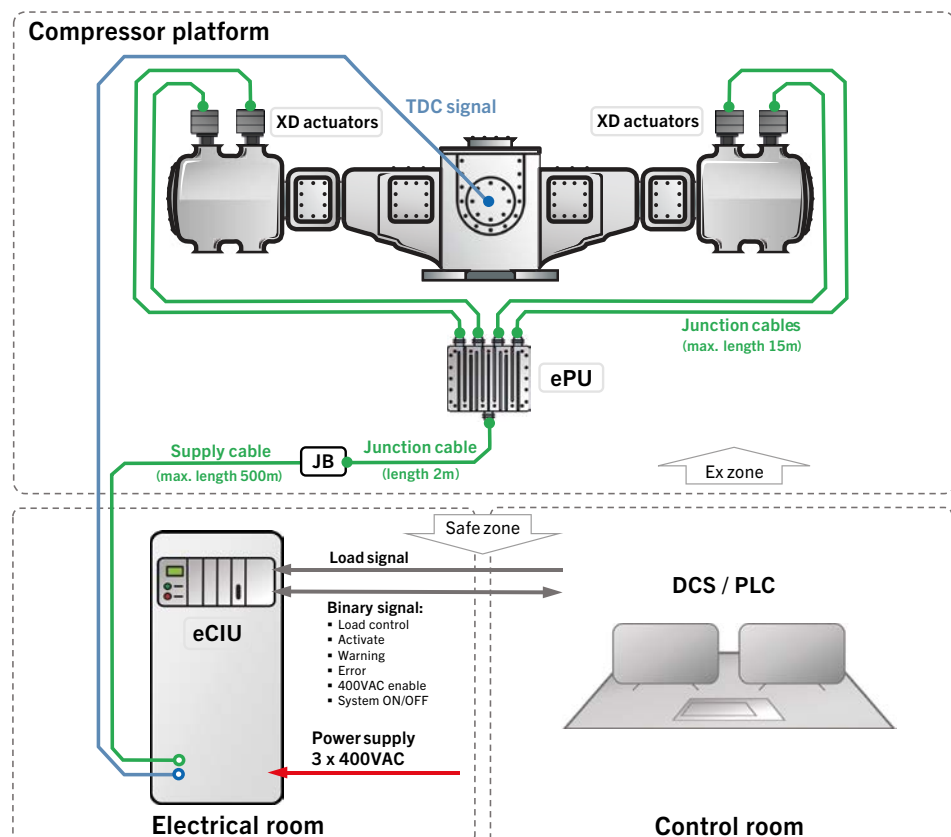 Compressor platform
TDC signal
XD actuators
XD actuators
Junction cables
(max. length 15m)
ePU
Supply cable
(max. length 500m)
JB
Junction cable
(length 2m)
Ex zone
Safe zone
Load signal
DCS / PLC
eCIU
Binary signal:
▪ Load control
▪ Activate
▪ Warning
▪ Error
▪ 400VAC enable
▪ System ON/OFF
Power supply
3 x 400VAC
Electrical room
Control room